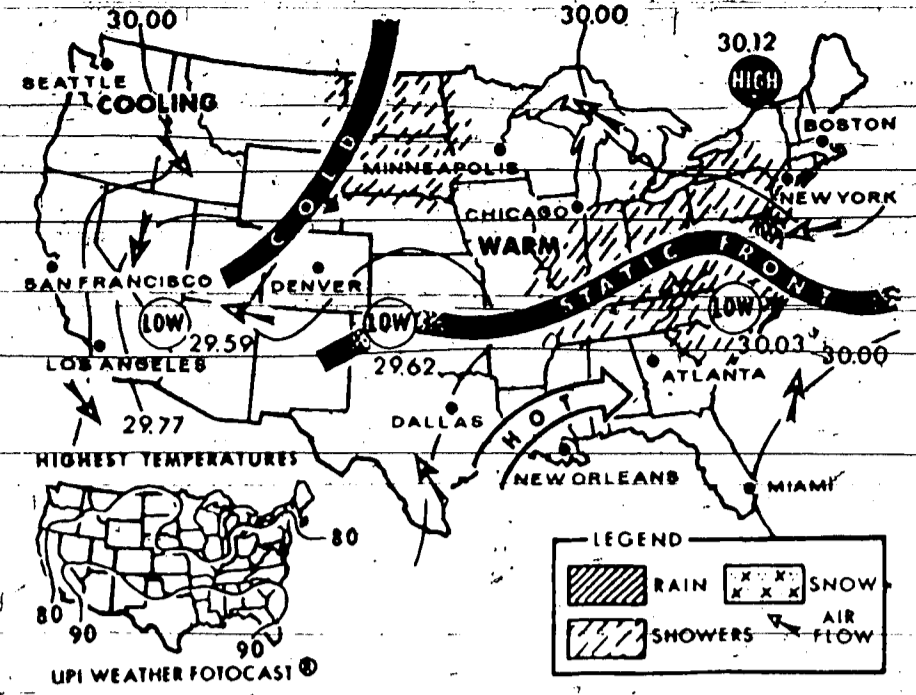 30.00
30.00
30.12
HIGH
SEATTLE
COOLING
BOSTON
COLD
MINNEAPOLIS
NEW YORK
CHICAGO
WARM
SAN FRANCISCO
DENVER
STATIC FRONT
LOW
LOW
LOW
29.59
30.03
30.00
LOS ANGELES
29.62
ATLANTA
29.77
DALLAS
HOT
HIGHEST TEMPERATURES
NEW ORLEANS
MIAMI
80
LEGEND
RAIN
SNOW
80
90
SHOWERS
AIR
FLOW
90
UPI WEATHER FOTOCAST ®